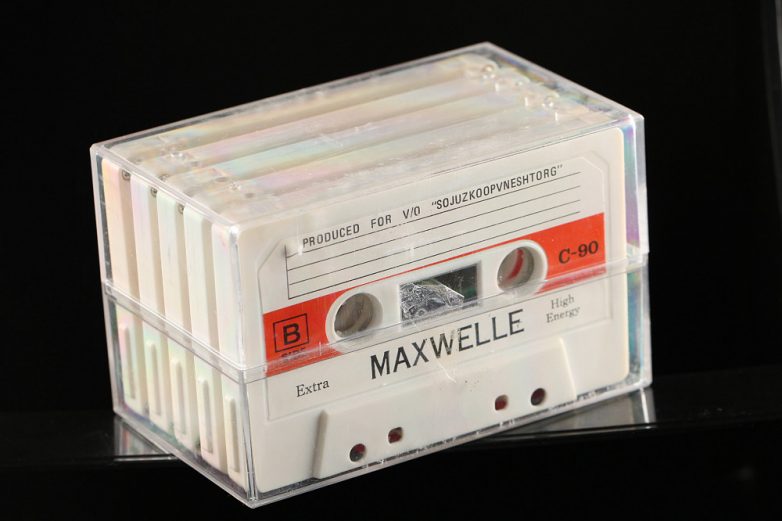 PRODUCED FOR V/O "SOJUZKOOPVNESHTORG"
C-90
B
MAXWELLE
Extra
High
Energy